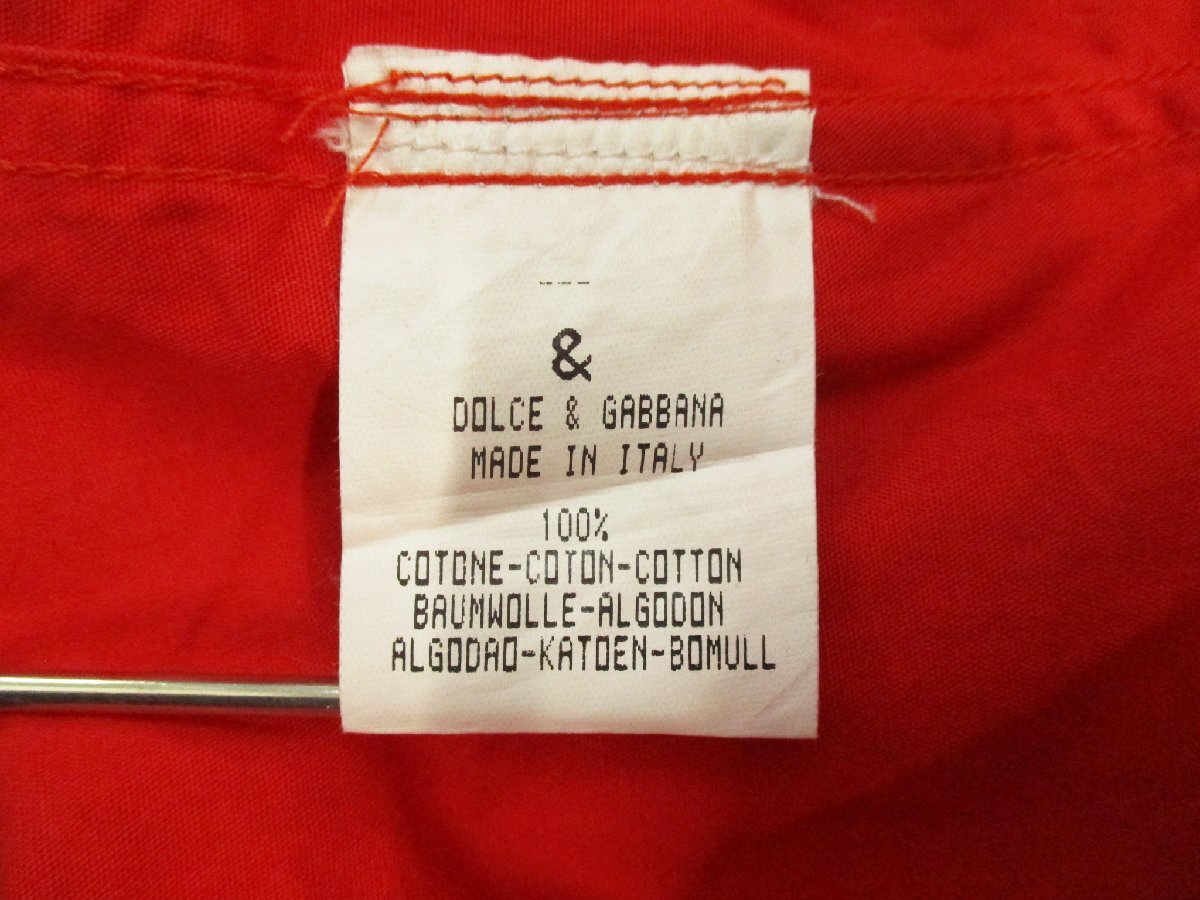 &
DOLCE & GABBANA
MADE IN ITALY
100%
COTONE-COTON-COTTON
BAUMWOLLE-ALGODON
ALGODAO-KATOEN-BOMULL